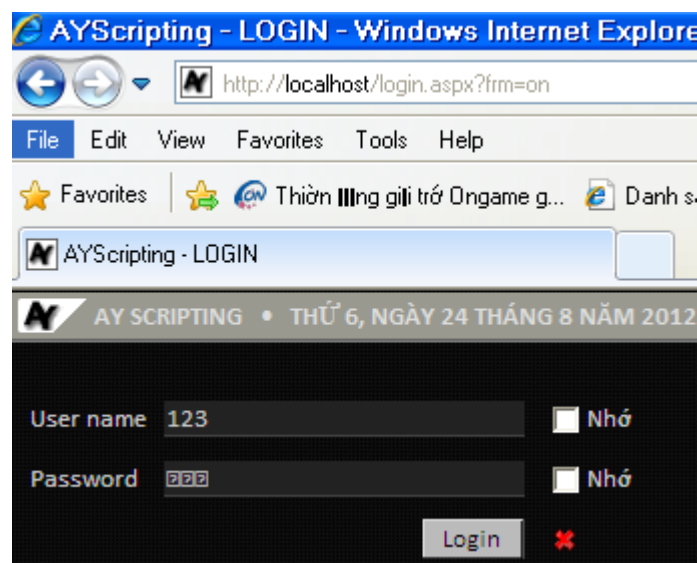 AYScripting - LOGIN - Windows Internet Explore
http://localhost/login.aspx?frm=on
File Edit View Favorites Tools Help
Favorites Ongame g... Danh s
AYScripting - LOGIN
AY SCRIPTING • THỨ 6, NGÀY 24 THÁNG 8 NĂM 2012
User name 123 Nhớ
Password Nhớ
Login